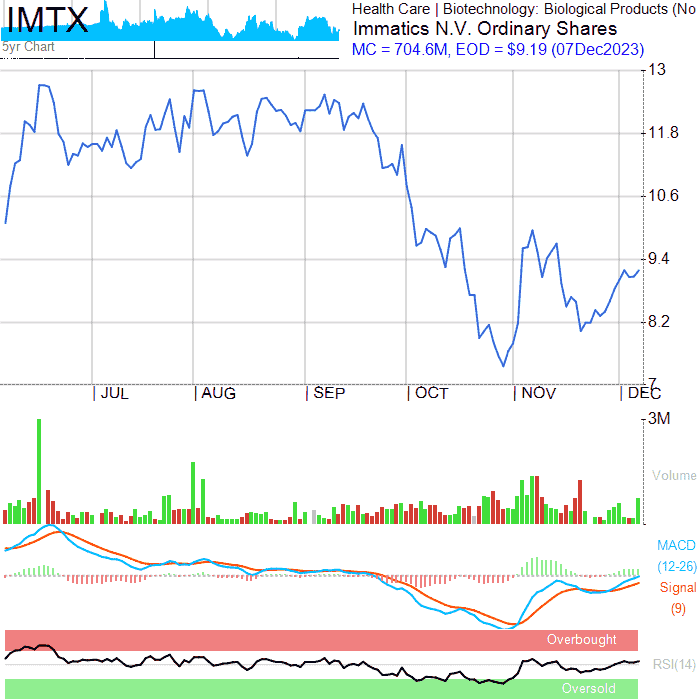 IMTX
5yr Chart
Health Care | Biotechnology: Biological Products (No
Immatics N.V. Ordinary Shares
MC = 704.6M, EOD = $9.19 (07Dec2023)
13
11.8
10.6
9.4
8.2
7
JUL AUG SEP OCT NOV DEC
3M
Volume
MACD
(12-26)
Signal
(9)
Overbought
RSI(14)
Oversold